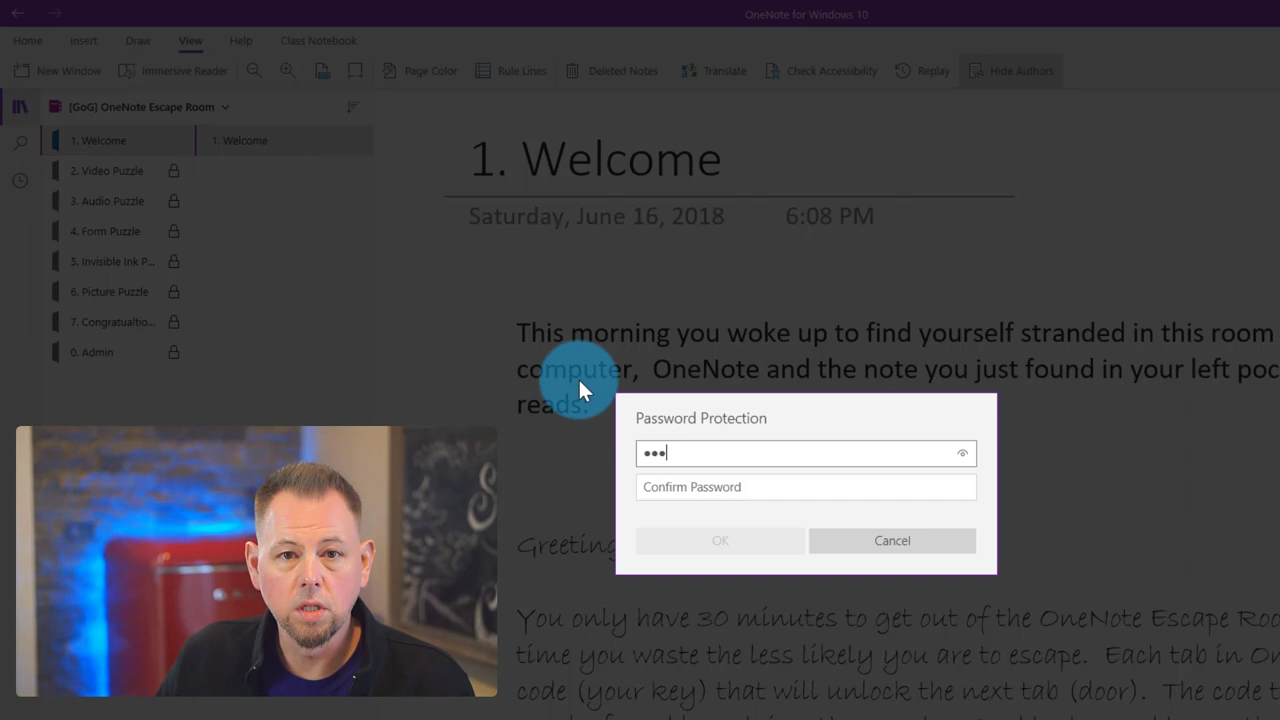 OneNote for Windows 10
Home Insert Draw View Help Class Notebook
New Window Immersive Reader Page Color Rule Lines Deleted Notes Translate Check Accessibility Replay Hide Authors
[GoG] OneNote Escape Room
1. Welcome
1. Welcome
2. Video Puzzle
3. Audio Puzzle
4. Form Puzzle
5. Invisible Ink P...
6. Picture Puzzle
7. Congratualtio...
0. Admin
1. Welcome
Saturday, June 16, 2018 6:08 PM
This morning you woke up to find yourself stranded in this room
computer, OneNote and the note you just found in your left poc
reads:
Password Protection
•••
Confirm Password
OK Cancel
Greeting
You only have 30 minutes to get out of the OneNote Escape Roo
time you waste the less likely you are to escape. Each tab in On
code (your key) that will unlock the next tab (door). The code t